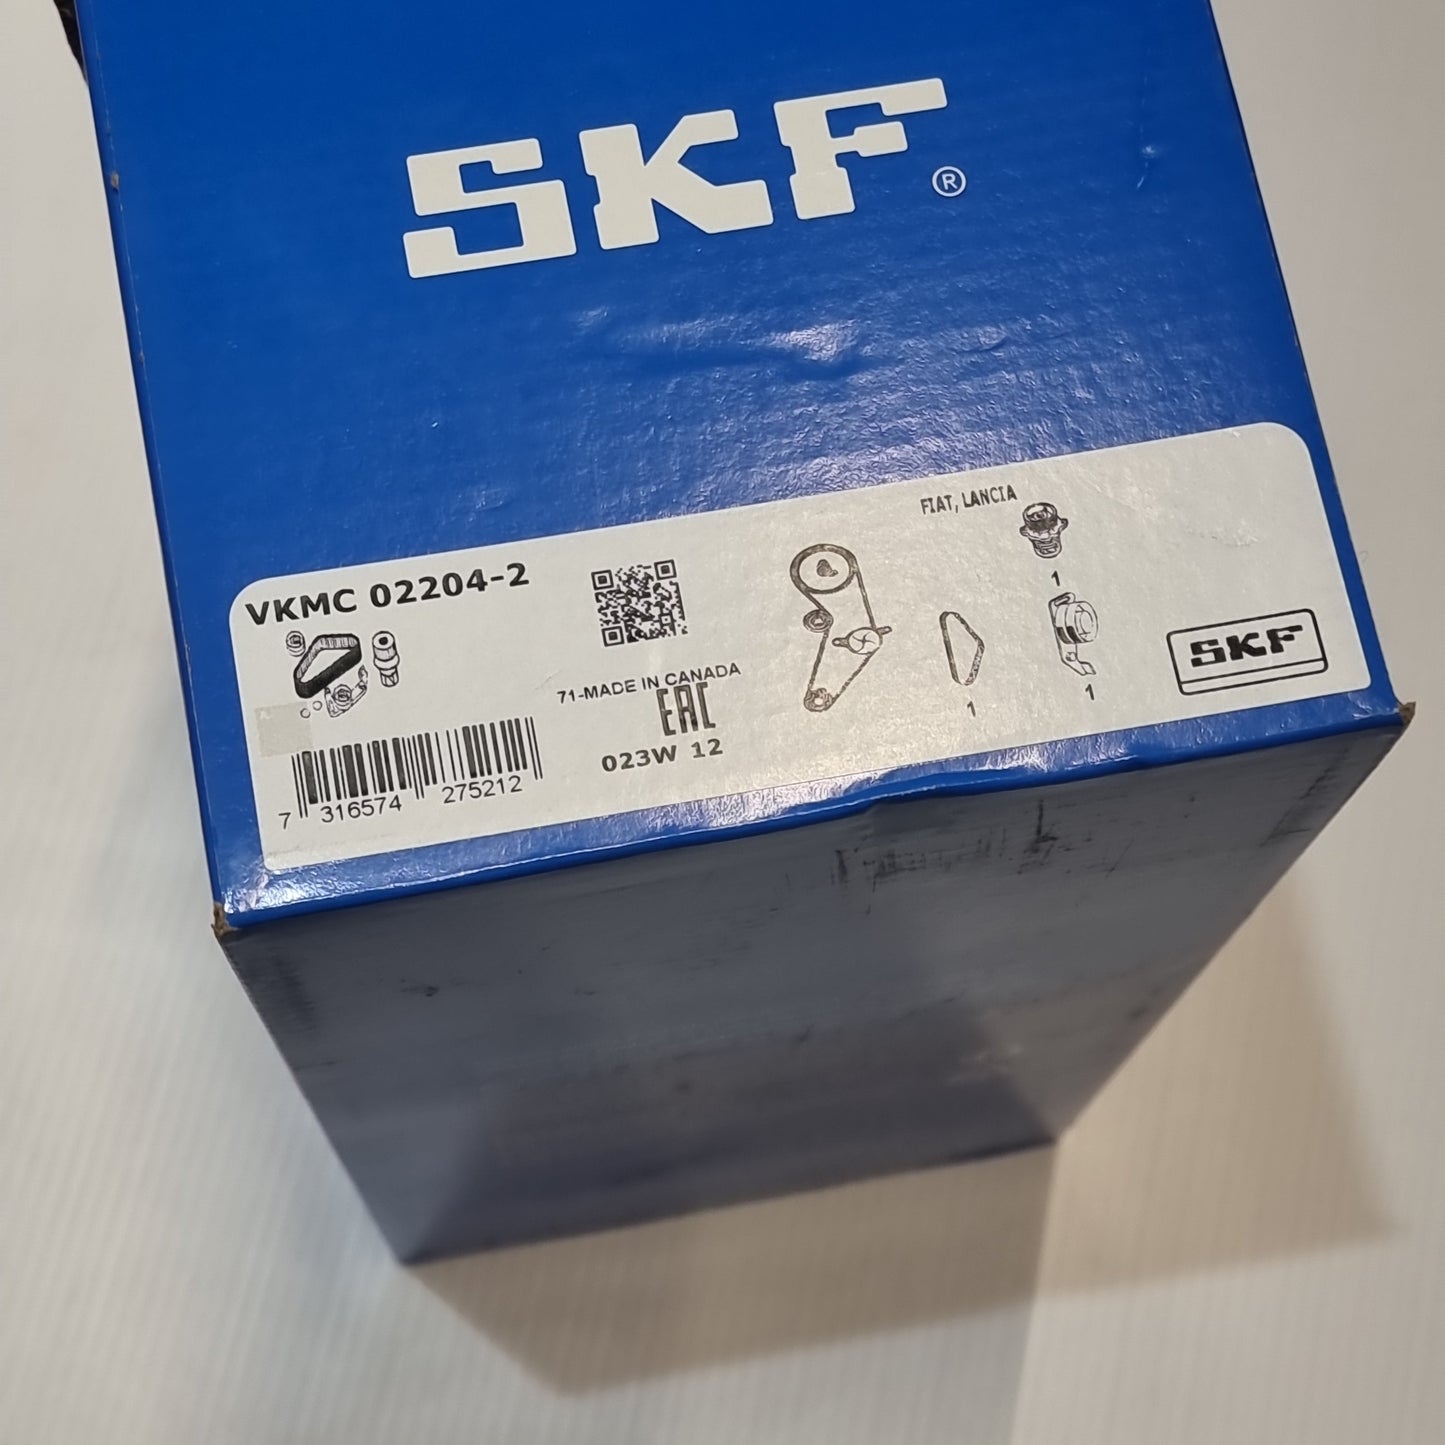 SKF®
FIAT, LANCIA
VKMC 02204-2
1
SKF
71-MADE IN CANADA
1
1
EAC
023W 12
7 316574 275212